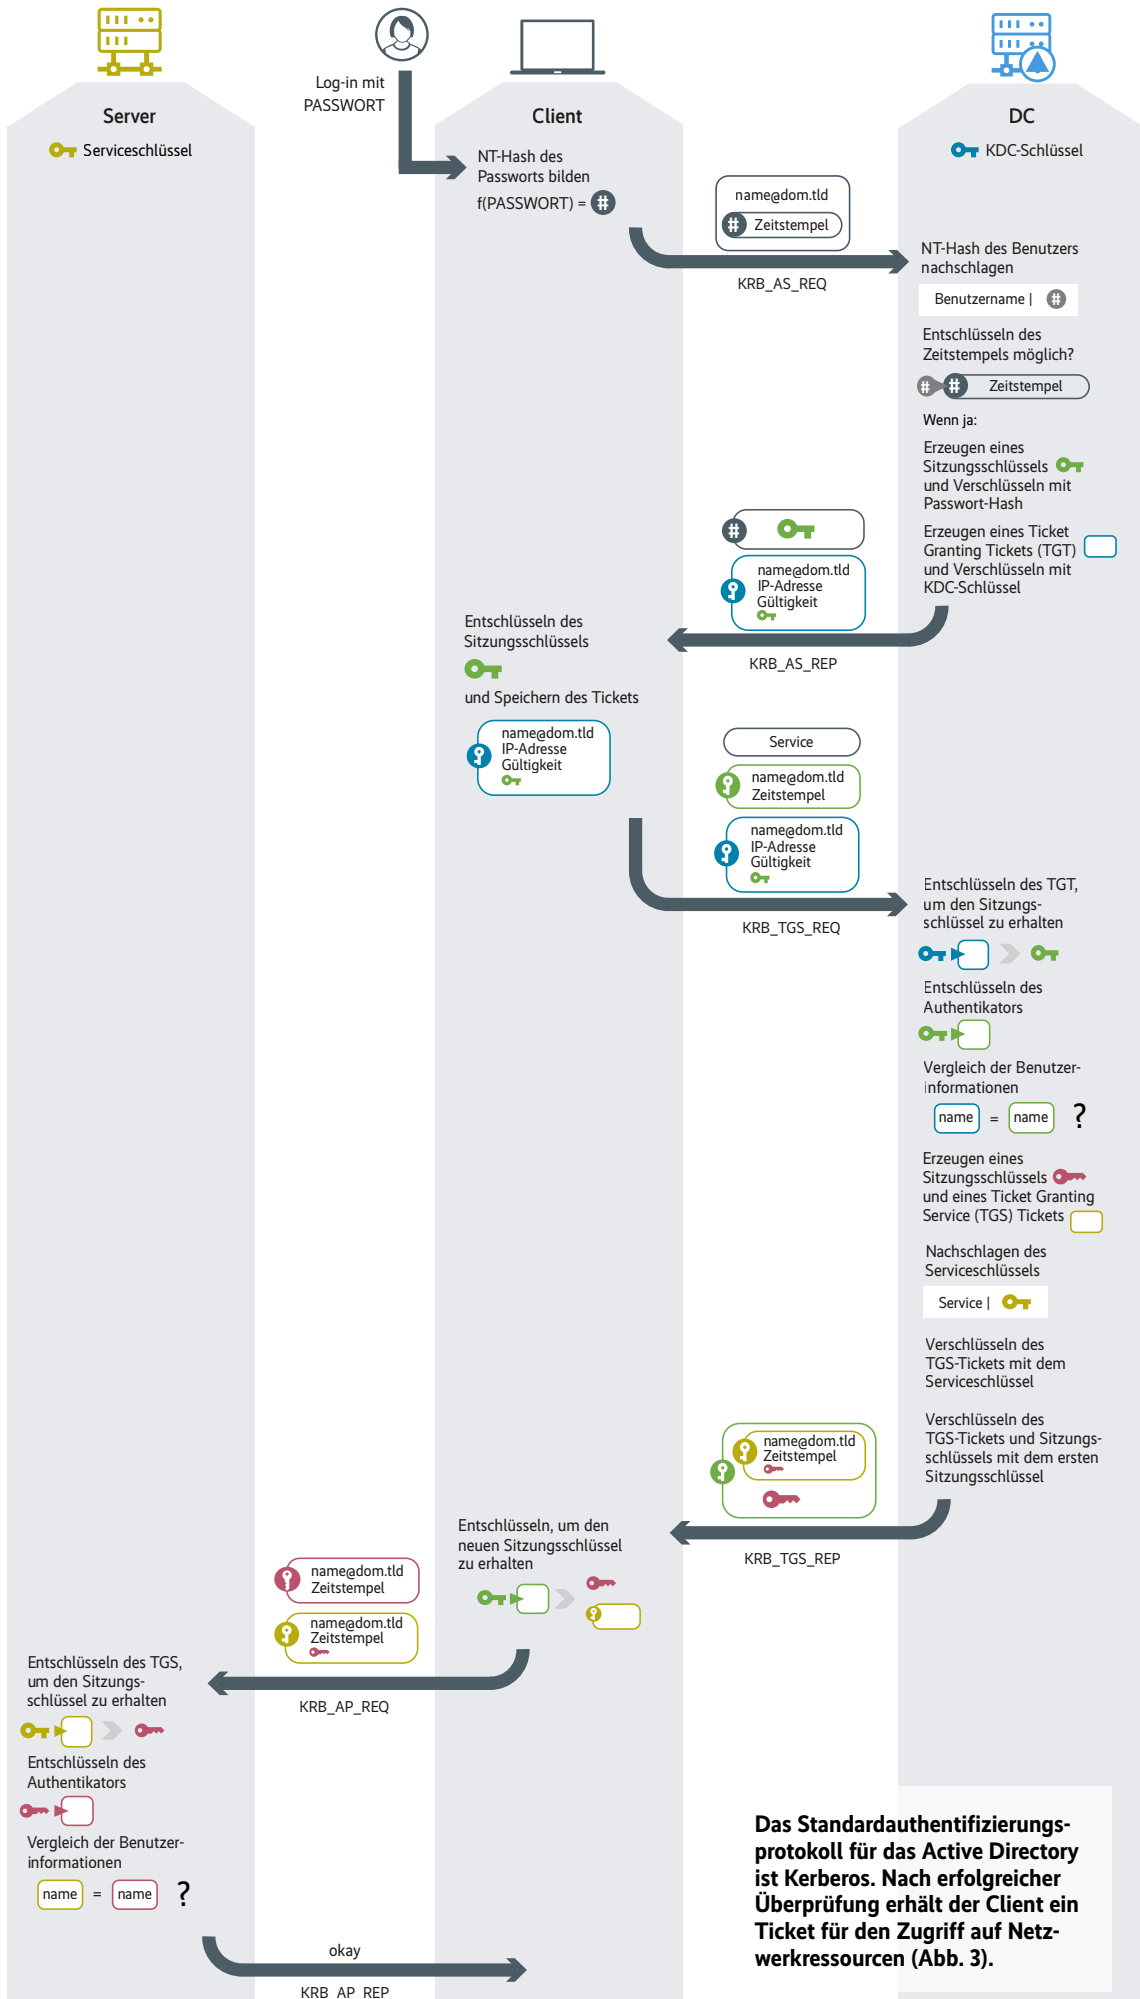 Log-in mit
PASSWORT
Server
Serviceschlüssel
Client
DC
KDC-Schlüssel
NT-Hash des
Passworts bilden
f(PASSWORT) = #
name@dom.tld
# Zeitstempel
KRB_AS_REQ
NT-Hash des Benutzers
nachschlagen
Benutzername | #
Entschlüsseln des
Zeitstempels möglich?
# # Zeitstempel
Wenn ja:
Erzeugen eines
Sitzungsschlüssels
und Verschlüsseln mit
Passwort-Hash
Erzeugen eines Ticket
Granting Tickets (TGT)
und Verschlüsseln mit
KDC-Schlüssel
#
name@dom.tld
IP-Adresse
Gültigkeit
KRB_AS_REP
Entschlüsseln des
Sitzungsschlüssels
und Speichern des Tickets
name@dom.tld
IP-Adresse
Gültigkeit
Service
name@dom.tld
Zeitstempel
name@dom.tld
IP-Adresse
Gültigkeit
KRB_TGS_REQ
Entschlüsseln des TGT,
um den Sitzungs-
schlüssel zu erhalten
Entschlüsseln des
Authentikators
Vergleich der Benutzer-
informationen
name = name ?
Erzeugen eines
Sitzungsschlüssels
und eines Ticket Granting
Service (TGS) Tickets
Nachschlagen des
Serviceschlüssels
Service |
Verschlüsseln des
TGS-Tickets mit dem
Serviceschlüssel
Verschlüsseln des
TGS-Tickets und Sitzungs-
schlüssels mit dem ersten
Sitzungsschlüssel
name@dom.tld
Zeitstempel
KRB_TGS_REP
Entschlüsseln, um den
neuen Sitzungsschlüssel
zu erhalten
name@dom.tld
Zeitstempel
name@dom.tld
Zeitstempel
KRB_AP_REQ
Entschlüsseln des TGS,
um den Sitzungs-
schlüssel zu erhalten
Entschlüsseln des
Authentikators
Vergleich der Benutzer-
informationen
name = name ?
okay
KRB_AP_REP
Das Standardauthentifizierungs-
protokoll für das Active Directory
ist Kerberos. Nach erfolgreicher
Überprüfung erhält der Client ein
Ticket für den Zugriff auf Netz-
werkressourcen (Abb. 3).